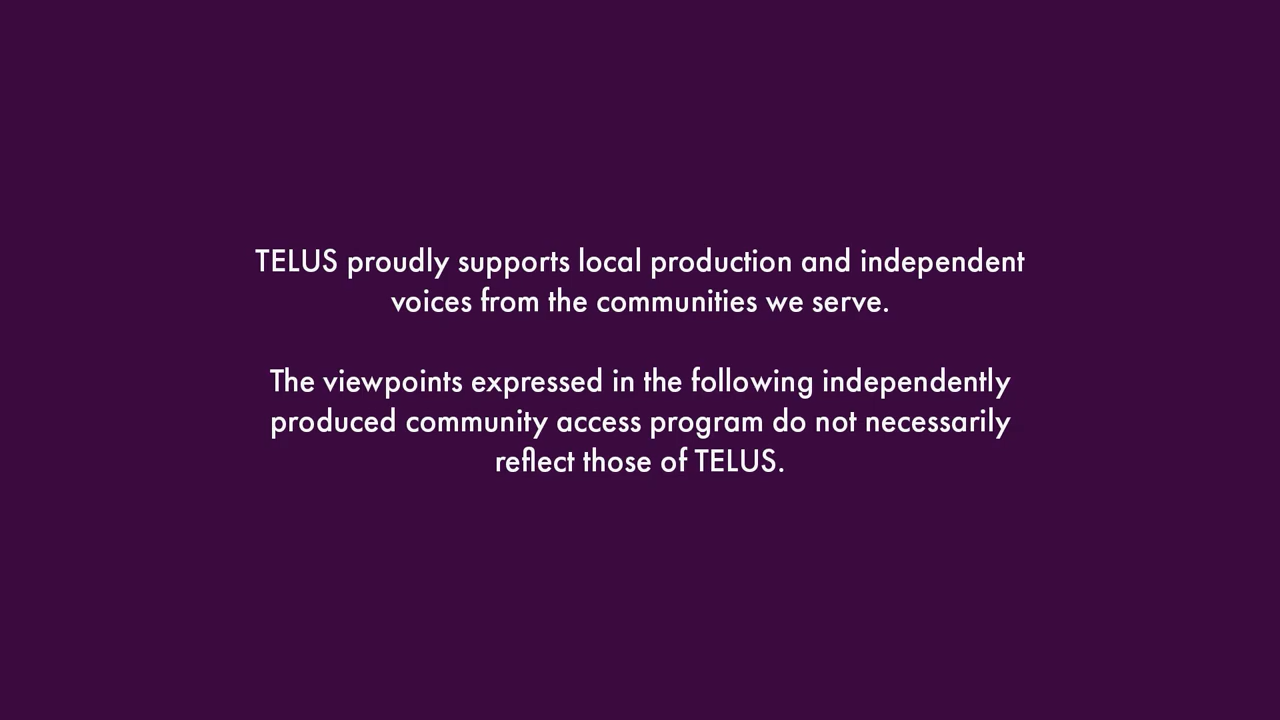 TELUS proudly supports local production and independent
voices from the communities we serve.
The viewpoints expressed in the following independently
produced community access program do not necessarily
reflect those of TELUS.